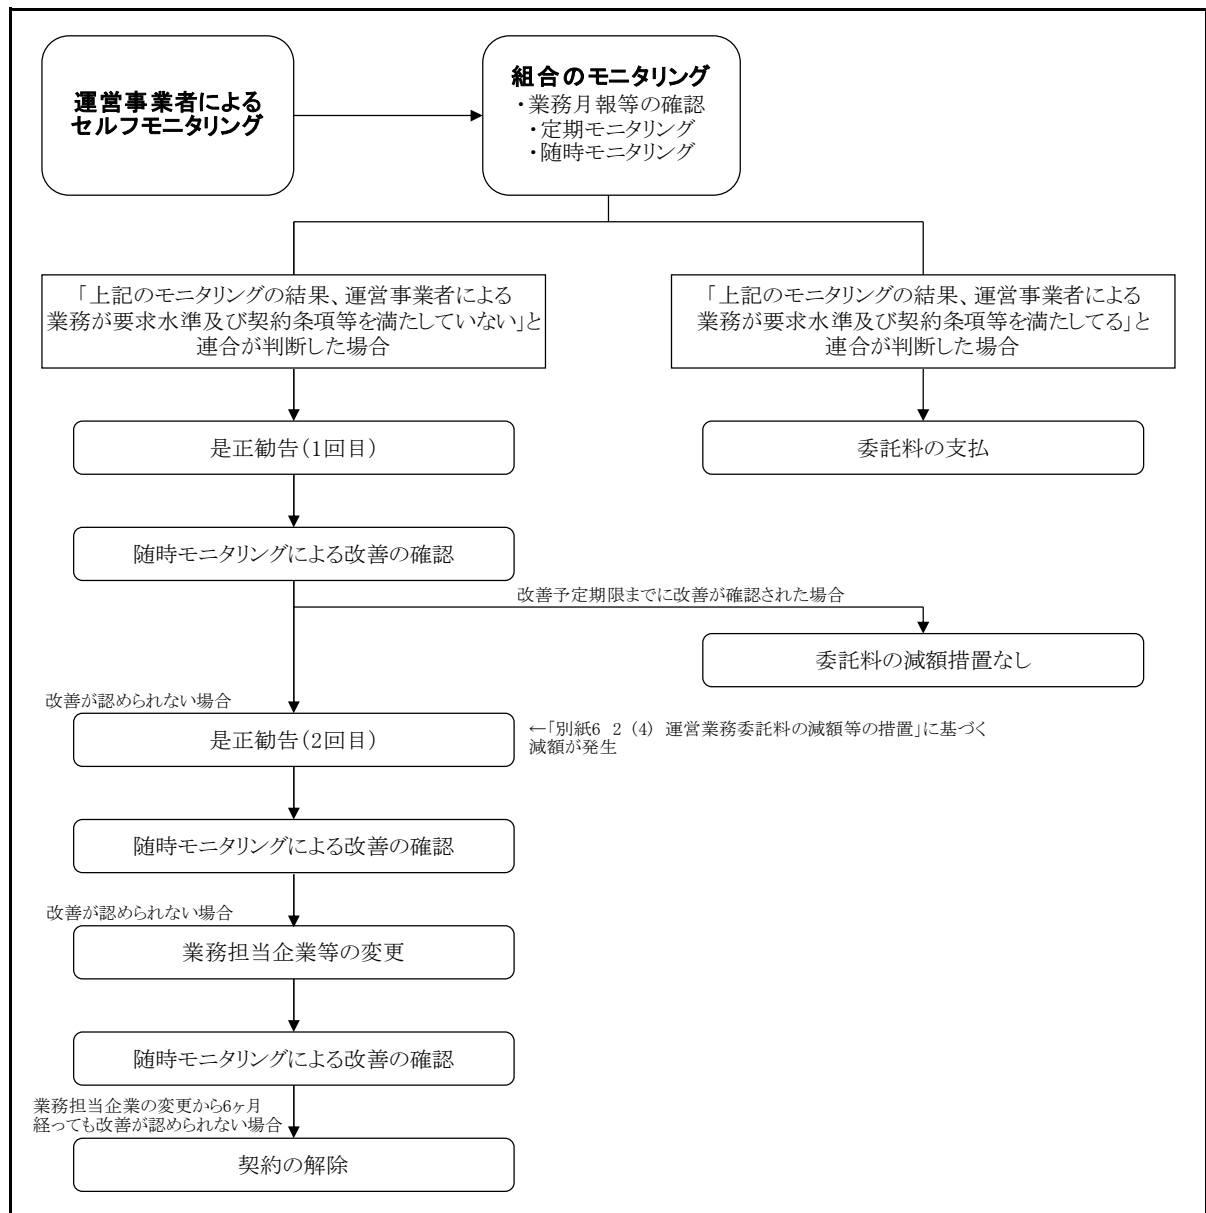 運営事業者による
セルフモニタリング
組合のモニタリング
・業務月報等の確認
・定期モニタリング
・随時モニタリング
「上記のモニタリングの結果、運営事業者による
業務が要求水準及び契約条項等を満たしていない」と
連合が判断した場合
「上記のモニタリングの結果、運営事業者による
業務が要求水準及び契約条項等を満たしてる」と
連合が判断した場合
是正勧告(1回目)
委託料の支払
随時モニタリングによる改善の確認
改善予定期限までに改善が確認された場合
委託料の減額措置なし
改善が認められない場合
是正勧告(2回目)
←「別紙6 2 (4) 運営業務委託料の減額等の措置」に基づく
減額が発生
随時モニタリングによる改善の確認
改善が認められない場合
業務担当企業等の変更
随時モニタリングによる改善の確認
業務担当企業の変更から6ヶ月
経っても改善が認められない場合
契約の解除